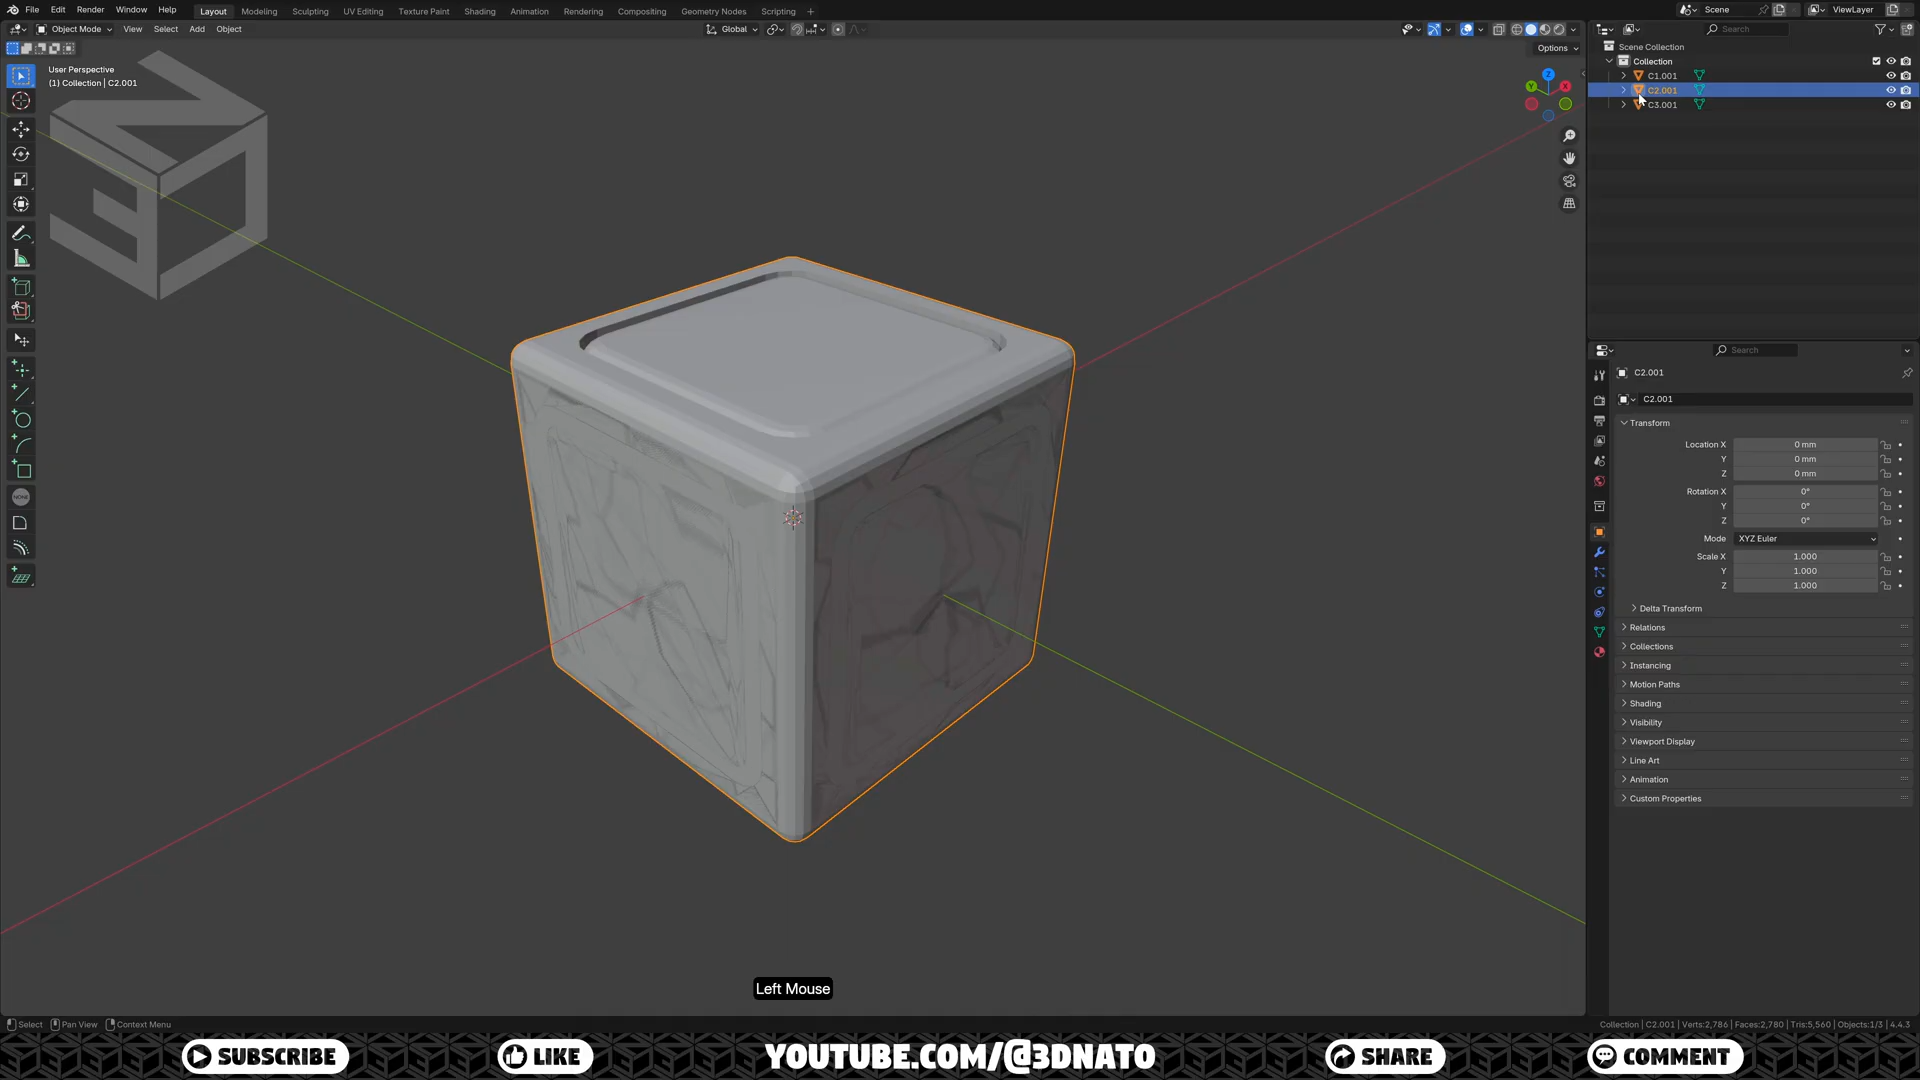 File Edit Render Window Help Layout Modeling Sculpting UV Editing Texture Paint Shading Animation Rendering Compositing Geometry Nodes Scripting + Scene ViewLayer
Object Mode View Select Add Object Global Search
Options
User Perspective
(1) Collection | C2.001
Z
Y
X
Scene Collection
Collection
C1.001
C2.001
C3.001
Search
C2.001
C2.001
Transform
Location X 0 mm
Y 0 mm
Z 0 mm
Rotation X 0°
Y 0°
Z 0°
Mode XYZ Euler
Scale X 1.000
Y 1.000
Z 1.000
Delta Transform
Relations
Collections
Instancing
Motion Paths
Shading
Visibility
Viewport Display
Line Art
Animation
Custom Properties
NONE
Left Mouse
Select Pan View Context Menu Collection | C2.001 | Verts:2,786 | Faces:2,780 | Tris:5,560 | Objects:1/3 | 4.4.3
SUBSCRIBE LIKE YOUTUBE.COM/@3DNATO SHARE COMMENT